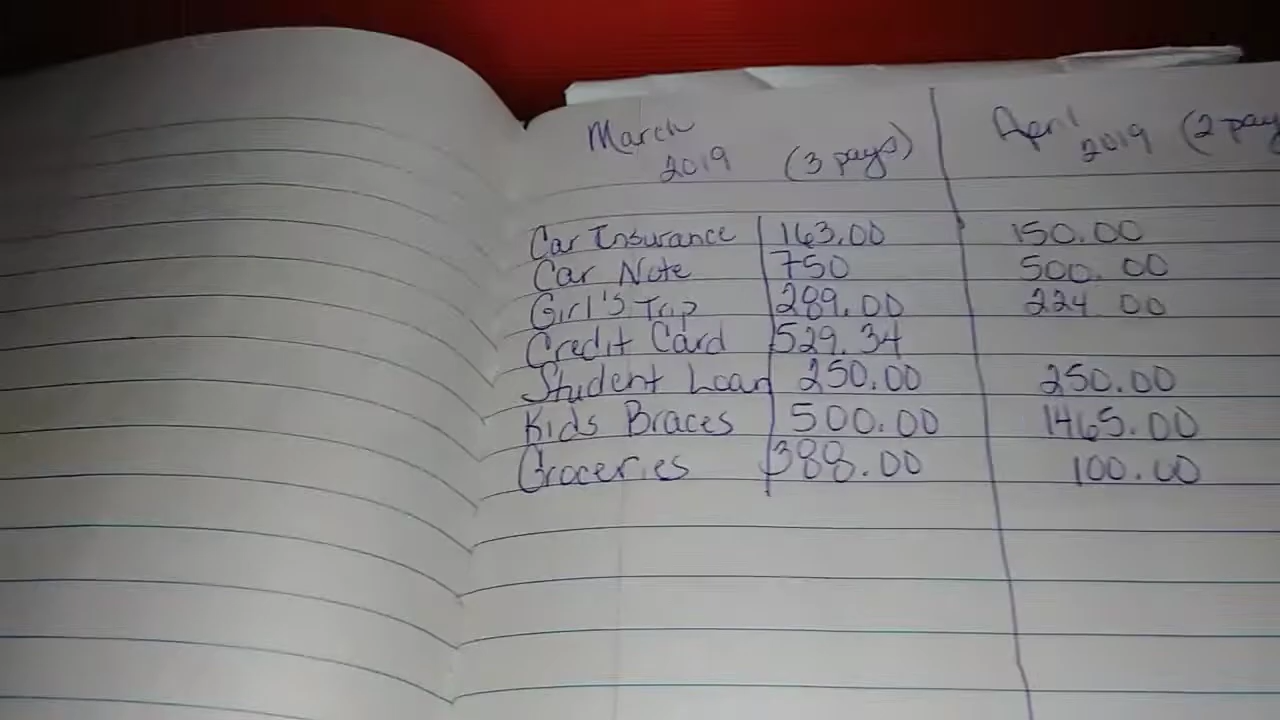 March 2019 (3 pays) April 2019 (2 pay
Car Insurance 163.00 150.00
Car Note 750 500.00
Girl's Trip 289.00 224 00
Credit Card 529.34
Student Loan 250.00 250.00
Kids Braces 500.00 1465.00
Groceries 388.00 100.00